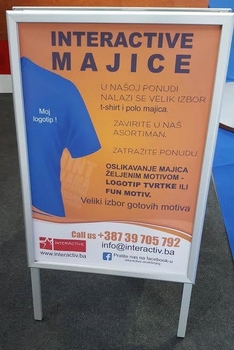 INTERACTIVE
MAJICE
U NAŠOJ PONUDI
NALAZI SE VELIK IZBOR
t-shirt i polo majica.
Moj
logotip !
ZAVIRITE U NAŠ
ASORTIMAN.
ZATRAŽITE PONUDU
OSLIKAVANJE MAJICA
ŽELJENIM MOTIVOM -
LOGOTIP TVRTKE ILI
FUN MOTIV.
Veliki izbor gotovih motiva
Call us +387 39 705 792
INTERACTIVE
info@interactiv.ba
www.interactiv.ba
Pratite nas na facebook-u